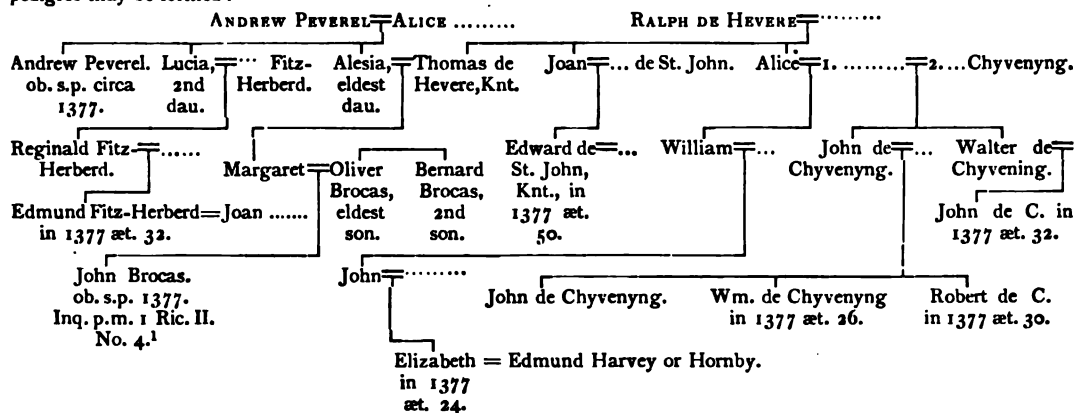 ANDREW PEVEREL=ALICE ......... RALPH DE HEVERE=.........
Andrew Peverel. Lucia,=... Fitz- Alesia,=Thomas de Joan=... de St. John. Alice=1. .........=2. ...Chyvenyng.
ob. s.p. circa 2nd Herberd. eldest Hevere, Knt.
1377. dau. dau.
Reginald Fitz-=...... Margaret=Oliver Bernard Edward de=... William=... John de=... Walter de=
Herberd. Brocas, Brocas, St. John, Chyvenyng. Chyvening.
eldest 2nd Knt., in
Edmund Fitz-Herberd=Joan ....... son. son. 1377 æt. John de C. in
in 1377 æt. 32. 50. 1377 æt. 32.
John Brocas. John=......... John de Chyvenyng. Wm. de Chyvenyng Robert de C.
ob. s.p. 1377. in 1377 æt. 26. in 1377 æt. 30.
Inq. p.m. 1 Ric. II.
No. 4.¹
Elizabeth = Edmund Harvey or Hornby.
in 1377
æt. 24.